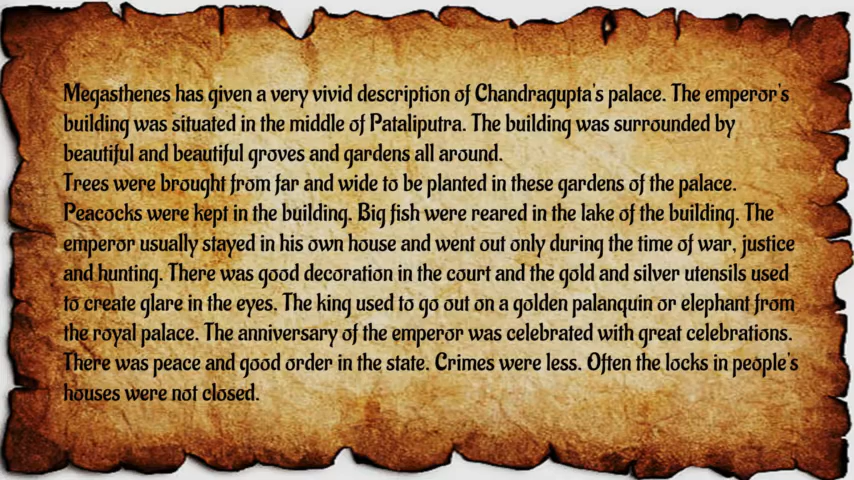 Megasthenes has given a very vivid description of Chandragupta's palace. The emperor's
building was situated in the middle of Pataliputra. The building was surrounded by
beautiful and beautiful groves and gardens all around.
Trees were brought from far and wide to be planted in these gardens of the palace.
Peacocks were kept in the building. Big fish were reared in the lake of the building. The
emperor usually stayed in his own house and went out only during the time of war, justice
and hunting. There was good decoration in the court and the gold and silver utensils used
to create glare in the eyes. The king used to go out on a golden palanquin or elephant from
the royal palace. The anniversary of the emperor was celebrated with great celebrations.
There was peace and good order in the state. Crimes were less. Often the locks in people's
houses were not closed.